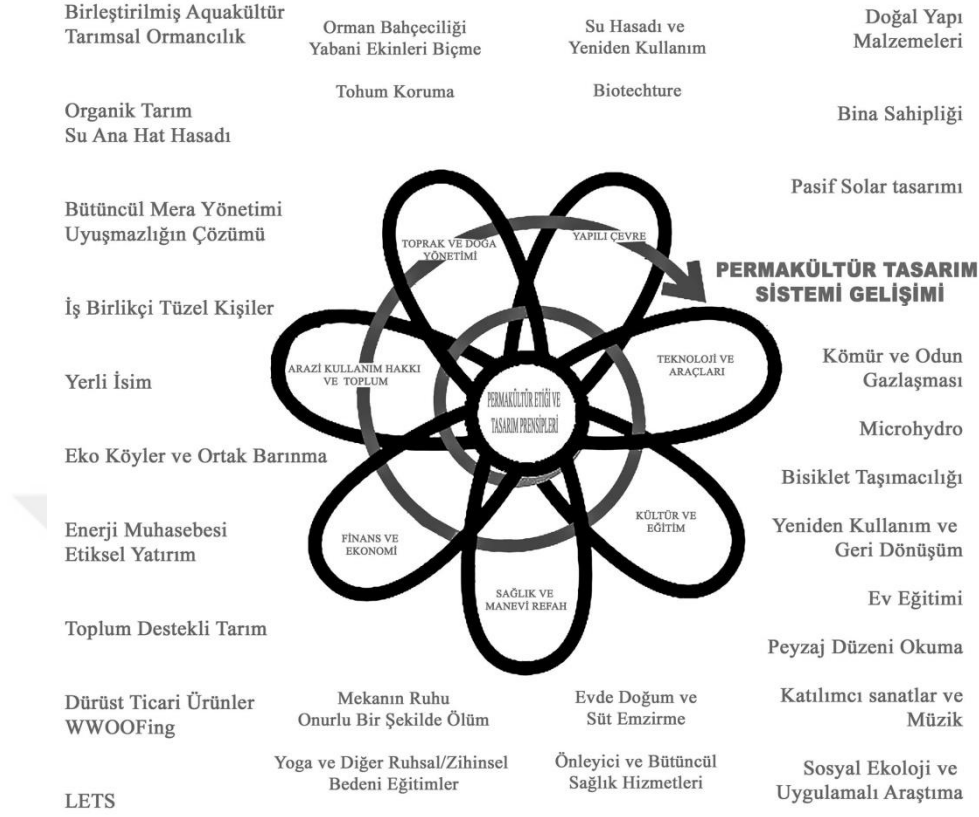 Birleştirilmiş Aquakültür
Tarımsal Ormancılık
Orman Bahçeciliği
Yabani Ekinleri Biçme
Tohum Koruma
Su Hasadı ve
Yeniden Kullanım
Biotechture
Doğal Yapı
Malzemeleri
Organik Tarım
Su Ana Hat Hasadı
Bina Sahipliği
Bütüncül Mera Yönetimi
Uyuşmazlığın Çözümü
Pasif Solar tasarımı
TOPRAK VE DOĞA
YÖNETİMİ
YAPILI ÇEVRE
PERMAKÜLTÜR TASARIM
SİSTEMİ GELİŞİMİ
İş Birlikçi Tüzel Kişiler
ARAZİ KULLANIM HAKKI
VE TOPLUM
TEKNOLOJİ VE
ARAÇLARI
Kömür ve Odun
Gazlaşması
Yerli İsim
PERMAKÜLTÜR ETİĞİ VE
TASARIM PRENSİPLERİ
Microhydro
Eko Köyler ve Ortak Barınma
Bisiklet Taşımacılığı
Enerji Muhasebesi
Etiksel Yatırım
FİNANS VE
EKONOMİ
KÜLTÜR VE
EĞİTİM
Yeniden Kullanım ve
Geri Dönüşüm
SAĞLIK VE
MANEVİ REFAH
Ev Eğitimi
Toplum Destekli Tarım
Peyzaj Düzeni Okuma
Dürüst Ticari Ürünler
WWOOFing
Mekanın Ruhu
Onurlu Bir Şekilde Ölüm
Evde Doğum ve
Süt Emzirme
Katılımcı sanatlar ve
Müzik
Yoga ve Diğer Ruhsal/Zihinsel
Bedeni Eğitimler
Önleyici ve Bütüncül
Sağlık Hizmetleri
Sosyal Ekoloji ve
Uygulamalı Araştıma
LETS